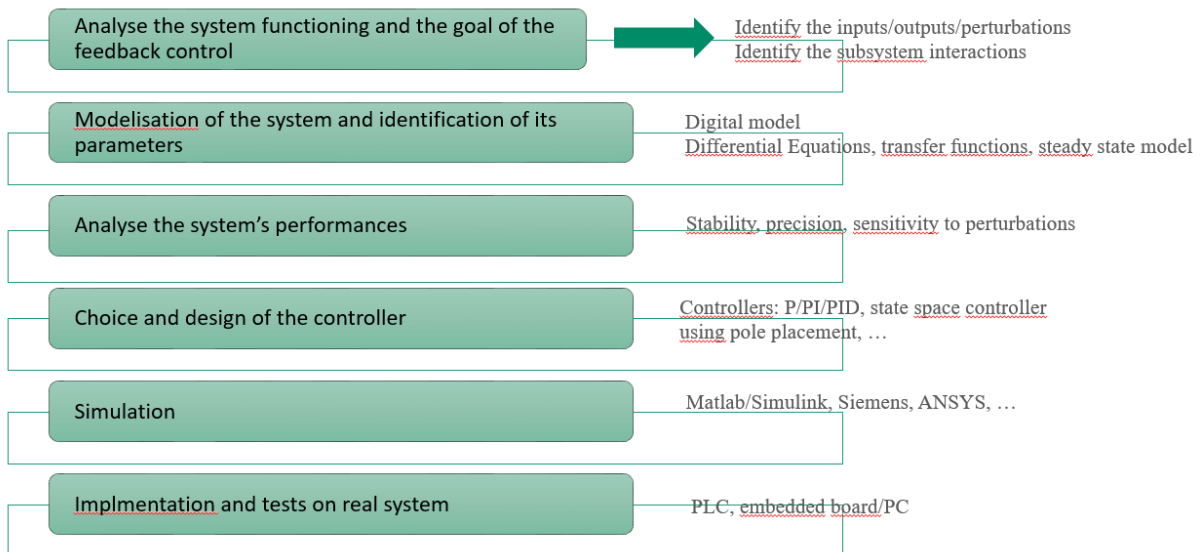 Analyse the system functioning and the goal of the
feedback control
Identify the inputs/outputs/perturbations
Identify the subsystem interactions
Modelisation of the system and identification of its
parameters
Digital model
Differential Equations, transfer functions, steady state model
Analyse the system’s performances
Stability, precision, sensitivity to perturbations
Choice and design of the controller
Controllers: P/PI/PID, state space controller
using pole placement, …
Simulation
Matlab/Simulink, Siemens, ANSYS, …
Implmentation and tests on real system
PLC, embedded board/PC